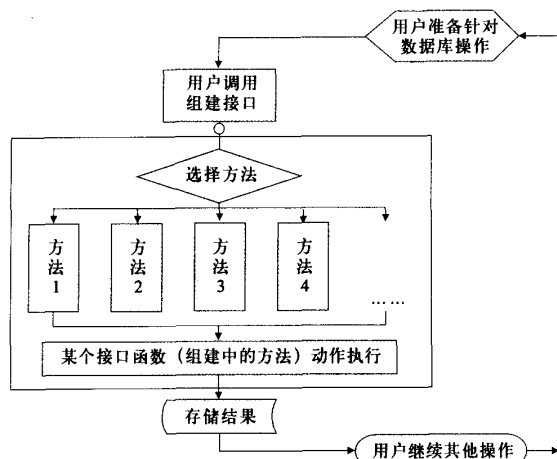 用户准备针对
数据库操作
用户调用
组建接口
选择方法
方法1
方法2
方法3
方法4
……
某个接口函数（组建中的方法）动作执行
存储结果
用户继续其他操作